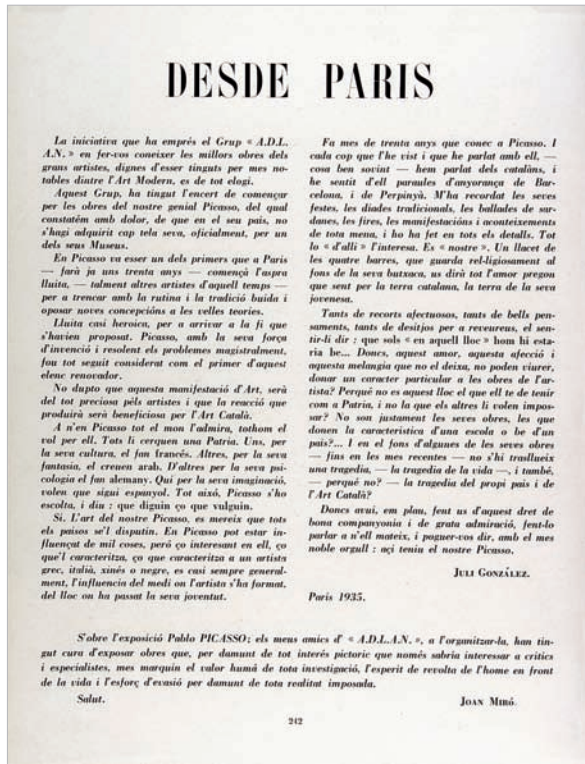 DESDE PARIS
La iniciativa que ha emprés el Grup « A.D.L.
A.N. » en fer-vos coneixer les millors obres dels
grans artistes, dignes d'esser tinguts per mes no-
tables dintre l'Art Modern, es de tot elogi.
Aquest Grup, ha tingut l'encert de començar
per les obres del nostre genial Picasso, del qual
constatém amb dolor, de que en el seu pais, no
s'hagi adquirit cap tela seva, oficialment, per un
dels seus Museus.
En Picasso va esser un dels primers que a Paris
— farà ja uns trenta anys — començà l'aspra
lluita, — talment altres artistes d'aquell temps —
per a trencar amb la rutina i la tradició buida i
oposar noves concepcións a les velles teories.
Lluita casi heroica, per a arrivar a la fi que
s'havien proposat. Picasso, amb la seva força
d'invenció i resolent els problemes magistralment,
fou tot seguit considerat com el primer d'aquest
elenc renovador.
No dupto que aquesta manifestació d'Art, serà
del tot preciosa péls artistes i que la reacció que
produirà serà beneficiosa per l'Art Català.
A n'en Picasso tot el mon l'admira, tothom el
vol per ell. Tots li cerquen una Patria. Uns, per
la seva cultura, el fan francés. Altres, per la seva
fantasia, el creuen arab. D'altres per la seva psi-
cologia el fan alemany. Qui per la seva imaginació,
volen que sigui espanyol. Tot aixó, Picasso s'ho
escolta, i diu : que diguin ço que vulguin.
Si. L'art del nostre Picasso, es mereix que tots
els països se'l disputin. En Picasso pot estar in-
fluençat de mil coses, peró ço interesant en ell, ço
que'l caracteritza, ço que caracteritza a un artista
grec, italià, xinés o negre, es casi sempre general-
ment, l'influencia del medi on l'artista s'ha format,
del lloc on ha passat la seva joventut.
Fa mes de trenta anys que conec a Picasso. I
cada cop que l'he vist i que he parlat amb ell, —
cosa ben sovint — hem parlat dels catalàns, i
he sentit d'ell paraules d'anyorança de Bar-
celona, i de Perpinyà. M'ha recordat les seves
festes, les diades tradicionals, les ballades de sar-
danes, les fires, les manifestacións i aconteixements
de tota mena, i ho ha fet en tots els detalls. Tot
lo « d'allí » l'interesa. Es « nostre ». Un llacet de
les quatre barres, que guarda rel-ligiosament al
fons de la seva butxaca, us dirà tot l'amor pregon
que sent per la terra catalana, la terra de la seva
jovenesa.
Tants de recorts afectuosos, tants de bells pen-
saments, tants de desitjos per a reveureus, el sen-
tir-li dir : que sols « en aquell lloc » hom hi esta-
ria be... Doncs, aquest amor, aquesta afecció i
aquesta melangia que no el deixa, no poden viurer,
donar un caracter particular a les obres de l'ar-
tista? Perqué no es aquest lloc el que ell te de tenir
com a Patria, i no la que els altres li volen impo-
sar? No son justament les seves obres, les que
donen la caracteristica d'una escola o be d'un
pais?... I en el fons d'algunes de les seves obres
— fins en les mes recentes — no s'hi traslluеix
una tragedia, — la tragedia de la vida —, i també,
— perqué no? — la tragedia del propi pais i de
l'Art Català?
Doncs avui, em plau, fent us d'aquest dret de
bona companyonia i de grata admiració, fent-lo
parlar a n'ell mateix, i poguer-vos dir, amb el mes
noble orgull : açi teniu el nostre Picasso.
JULI GONZÁLEZ.
Paris 1935.
S'obre l'exposició Pablo PICASSO; els meus amics d' « A.D.L.A.N. », a l'organitzar-la, han tin-
gut cura d'exposar obres que, per damunt de tot interés pictoric que només sabria interessar a critics
i especialistes, mes marquin el valor humá de tota investigació, l'esperit de revolta de l'home en front
de la vida i l'esforç d'evasió per damunt de tota realitat imposada.
Salut.
JOAN MIRÓ.
242